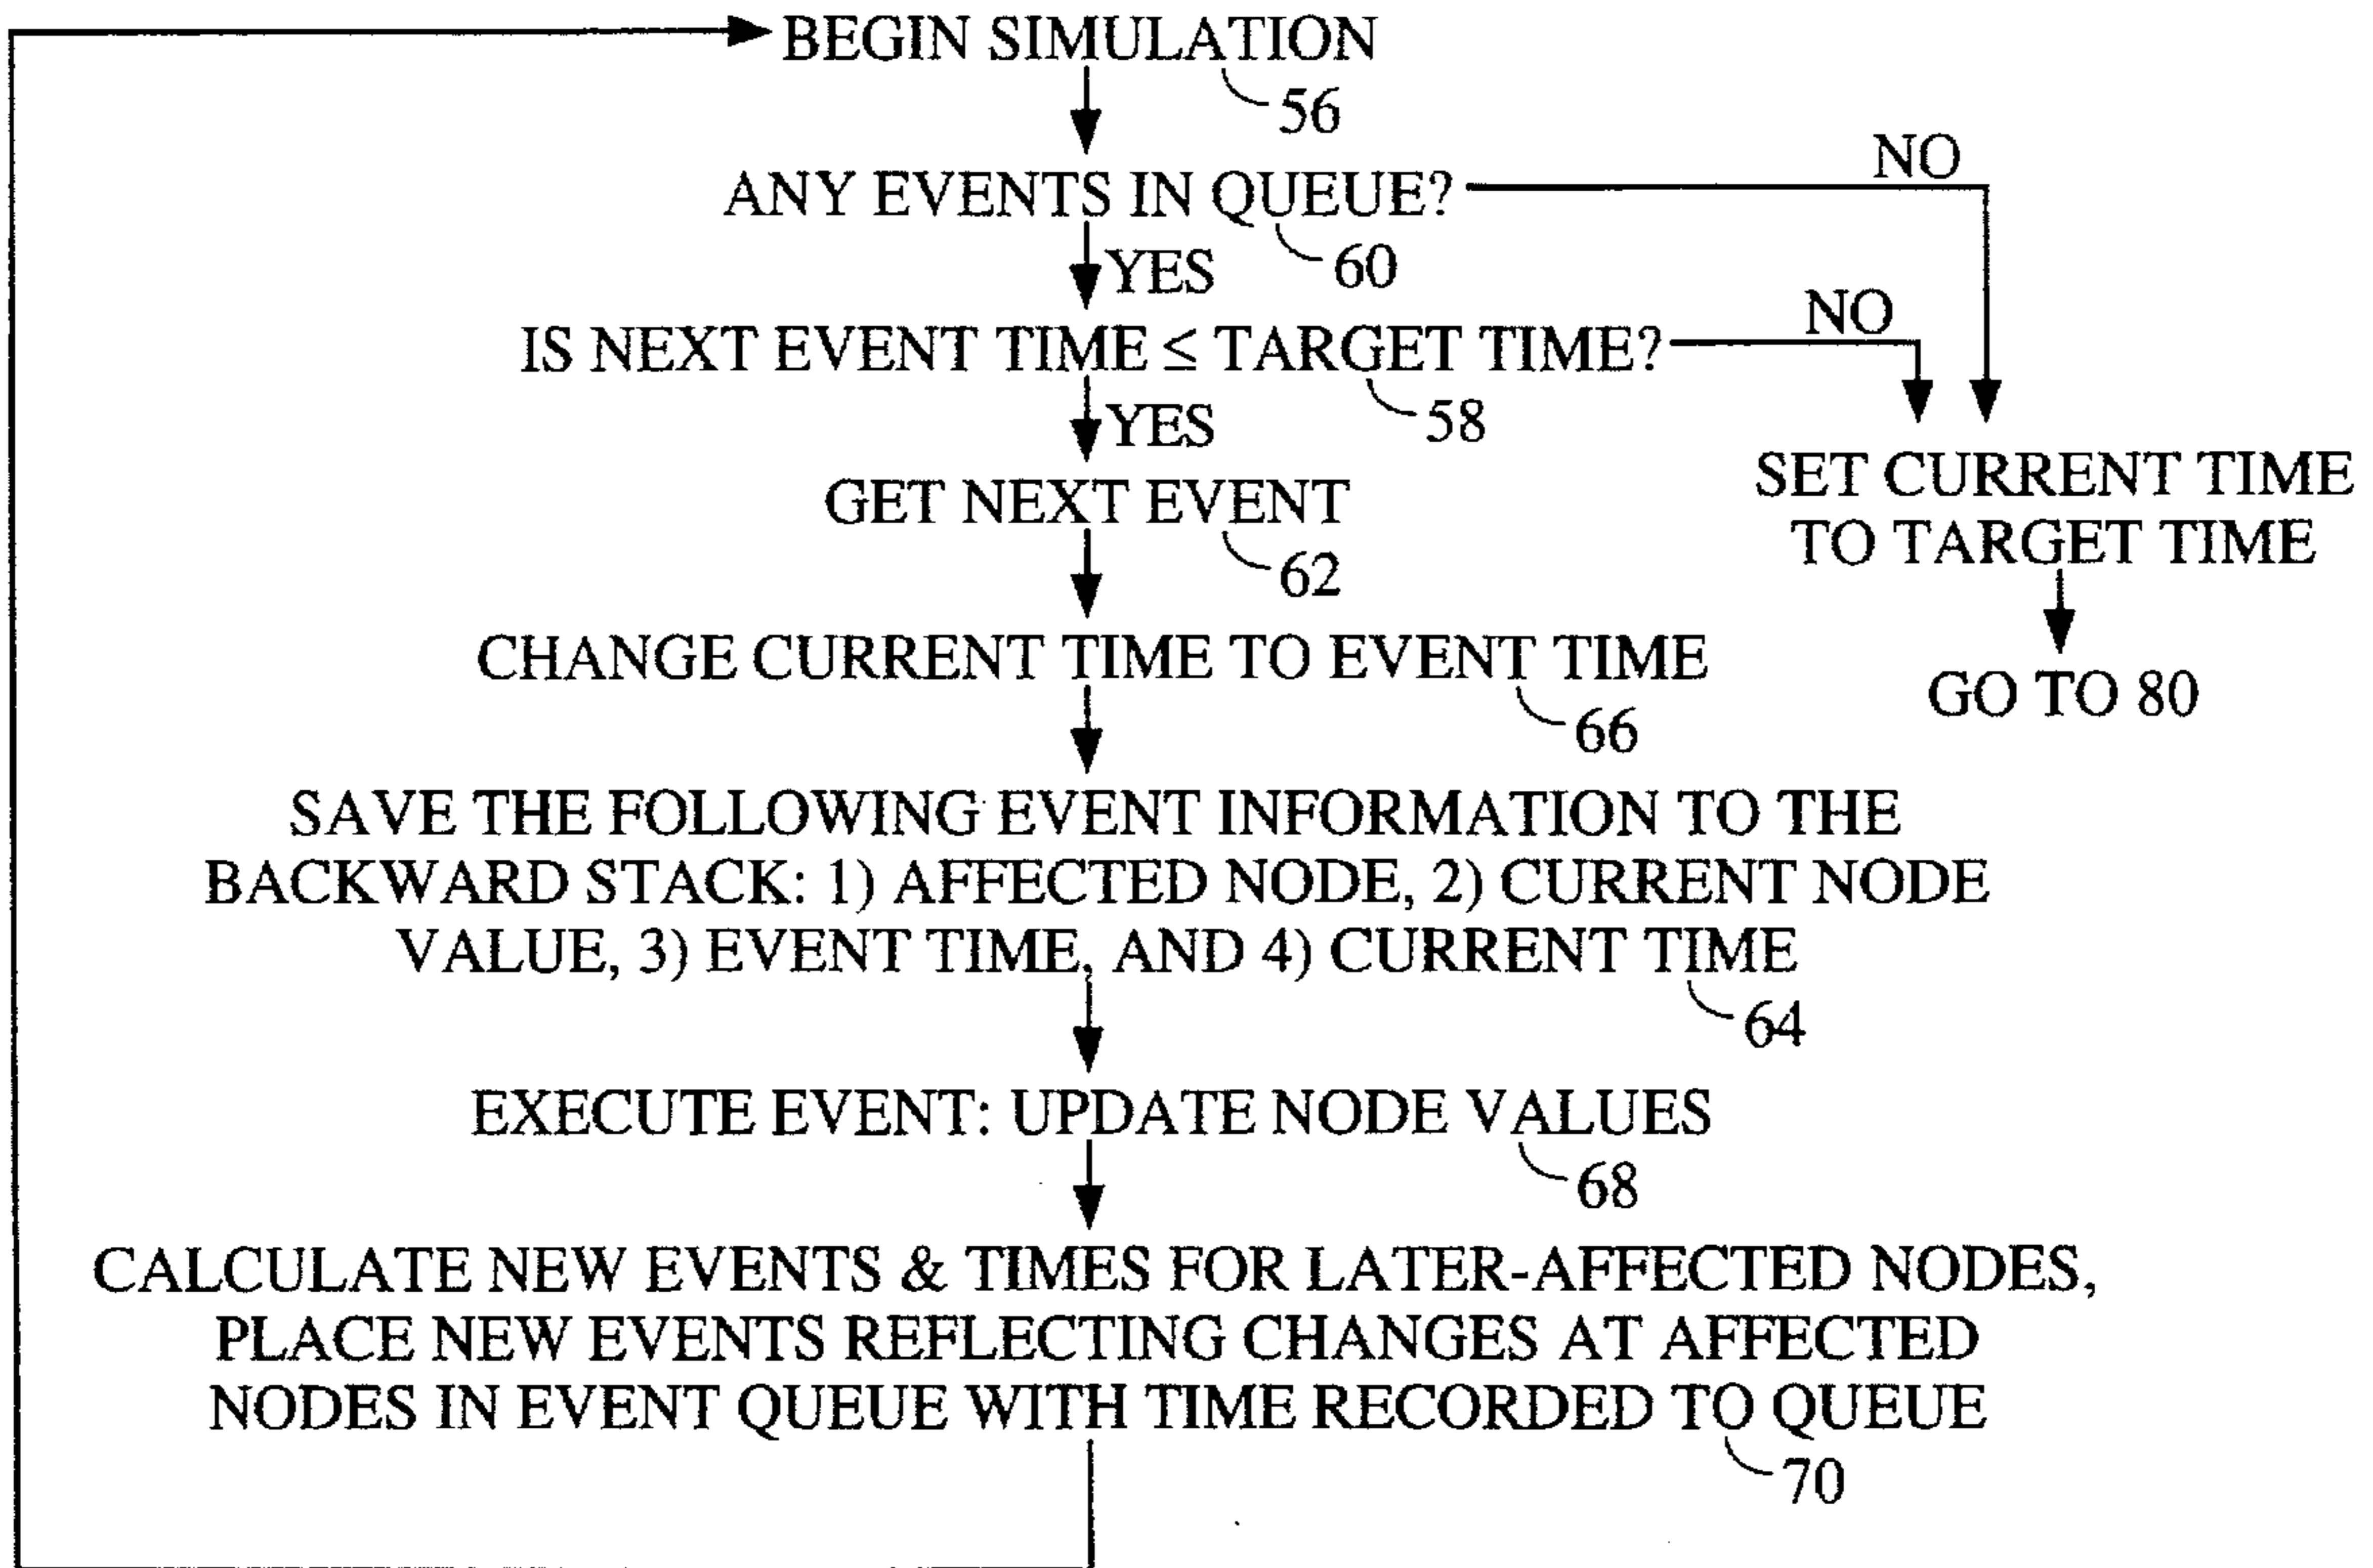 BEGIN SIMULATION
56
ANY EVENTS IN QUEUE?
NO
60
YES
IS NEXT EVENT TIME ≤ TARGET TIME?
NO
58
YES
GET NEXT EVENT
62
SET CURRENT TIME
TO TARGET TIME
GO TO 80
CHANGE CURRENT TIME TO EVENT TIME
66
SAVE THE FOLLOWING EVENT INFORMATION TO THE
BACKWARD STACK: 1) AFFECTED NODE, 2) CURRENT NODE
VALUE, 3) EVENT TIME, AND 4) CURRENT TIME
64
EXECUTE EVENT: UPDATE NODE VALUES
68
CALCULATE NEW EVENTS & TIMES FOR LATER-AFFECTED NODES,
PLACE NEW EVENTS REFLECTING CHANGES AT AFFECTED
NODES IN EVENT QUEUE WITH TIME RECORDED TO QUEUE
70